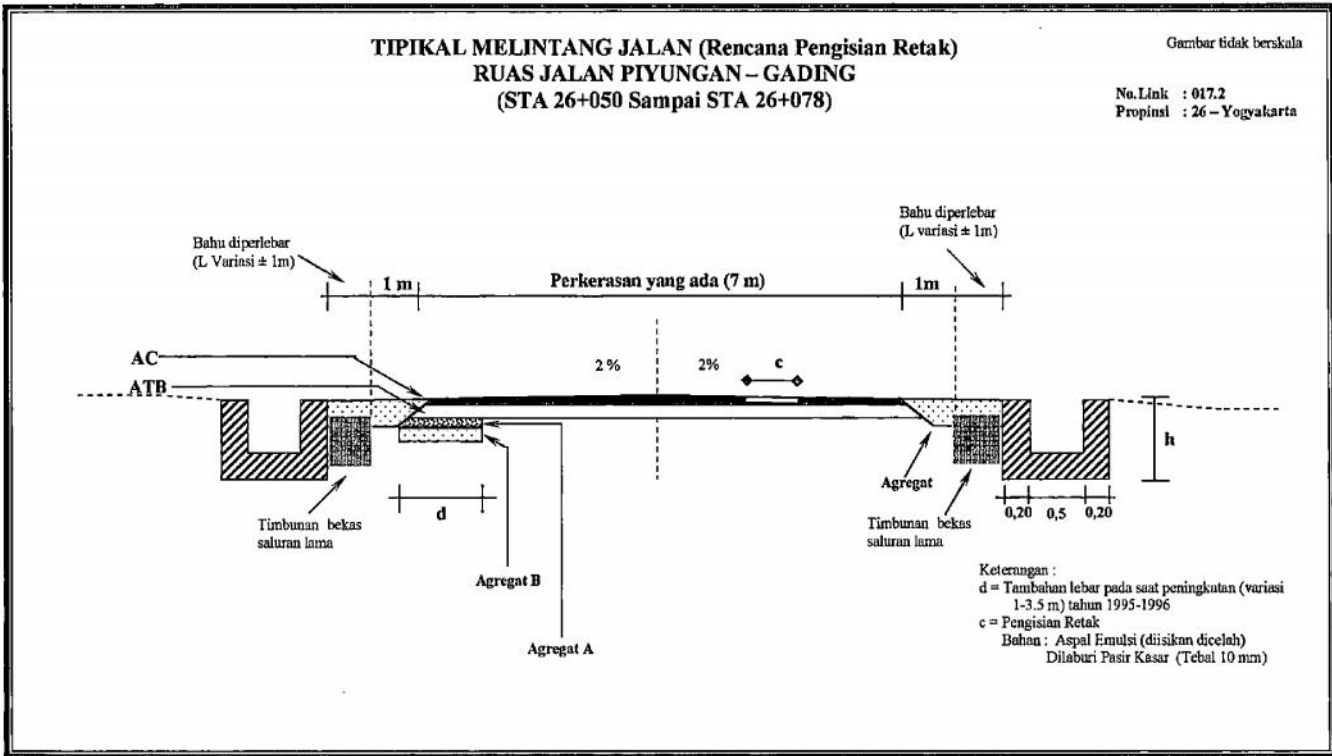 TIPIKAL MELINTANG JALAN (Rencana Pengisian Retak)
RUAS JALAN PIYUNGAN – GADING
(STA 26+050 Sampai STA 26+078)
Gambar tidak berskala
No.Link : 017.2
Propinsi : 26 – Yogyakarta
Bahu diperlebar
(L Variasi ± 1m)
Bahu diperlebar
(L variasi ± 1m)
1 m
Perkerasan yang ada (7 m)
1m
AC
ATB
2 %
2%
c
h
d
Agregat
0,20 0,5 0,20
Timbunan bekas
saluran lama
Timbunan bekas
saluran lama
Agregat B
Agregat A
Keterangan :
d = Tambahan lebar pada saat peningkatan (variasi
1-3.5 m) tahun 1995-1996
c = Pengisian Retak
Bahan : Aspal Emulsi (diisikan dicelah)
Dilaburi Pasir Kasar (Tebal 10 mm)